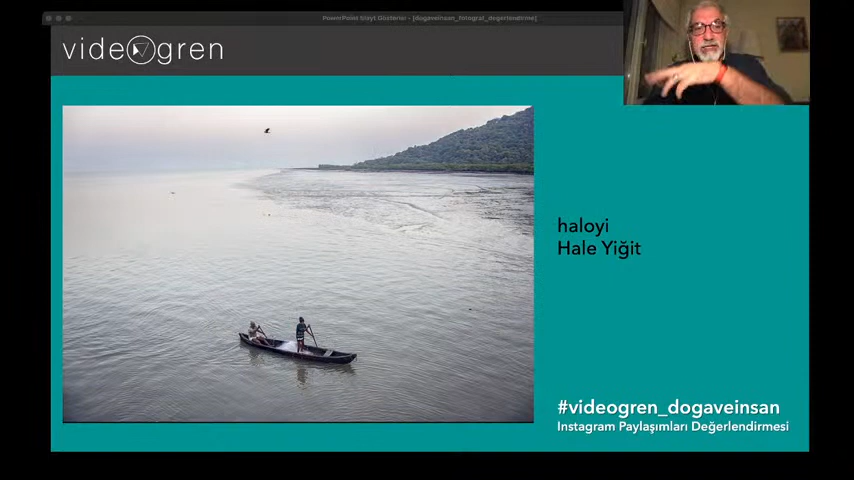 PowerPoint Slayt Gösterisi - [dogaveinsan_fotograf_degerlendirme]
videogren
haloyi
Hale Yiğit
#videogren_dogaveinsan
Instagram Paylaşımları Değerlendirmesi